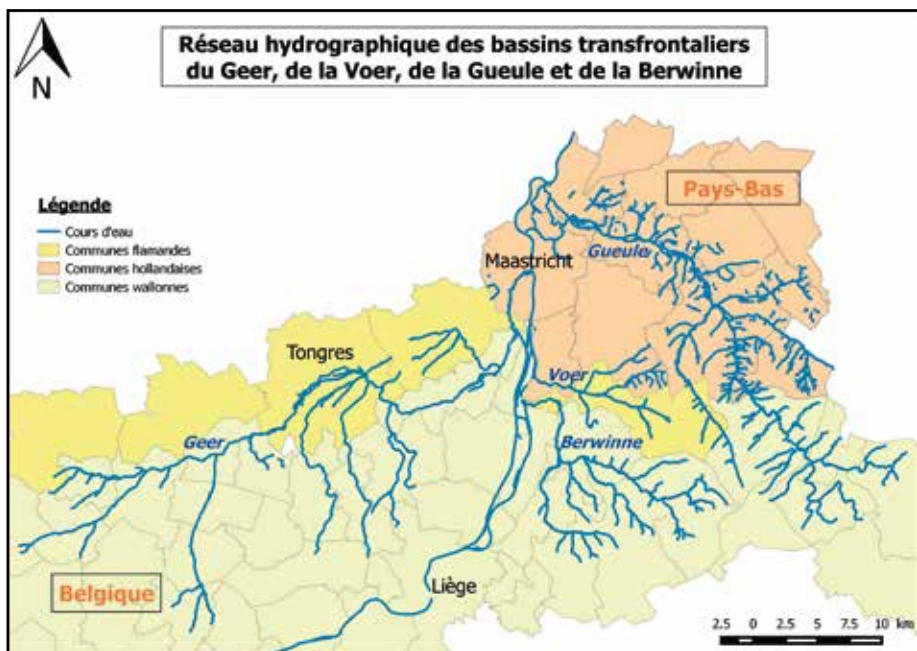 Réseau hydrographique des bassins transfrontaliers
du Geer, de la Voer, de la Gueule et de la Berwinne
N
Pays-Bas
Légende
Cours d'eau
Communes flamandes
Communes hollandaises
Communes wallonnes
Gueule
Maastricht
Tongres
Voer
Geer
Berwinne
Belgique
Liège
2.5 0 2.5 5 7.5 10 km